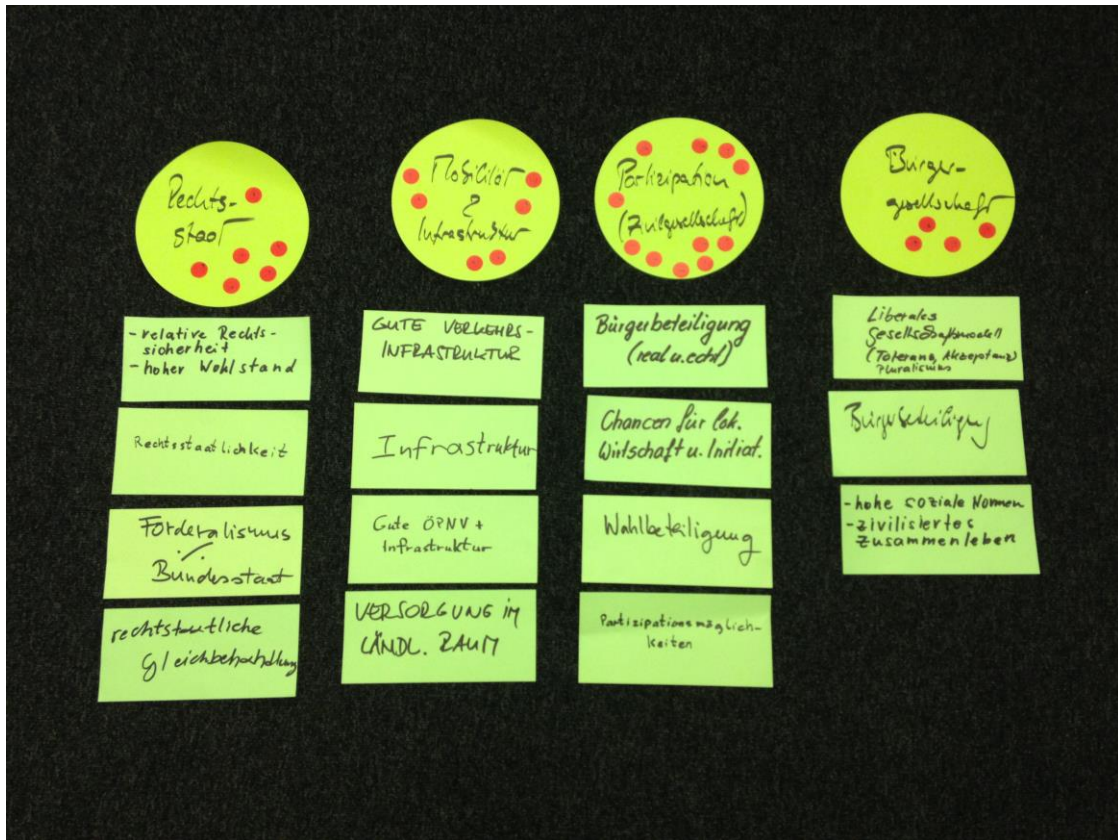 Rechts-
staat
- relative Rechts-
sicherheit
- hoher Wohlstand
Rechtsstaatlichkeit
Förderalismus
Bundesstaat
rechtstaatliche
Gleichbehandlung
Mobilität
&
Infrastruktur
GUTE VERKEHRS-
INFRASTRUKTUR
Infrastruktur
Gute ÖPNV +
Infrastruktur
VERSORGUNG IM
LÄNDL. RAUM
Partizipation
(Zivilgesellschaft)
Bürgerbeteiligung
(real u. echt)
Chancen für lok.
Wirtschaft u. Initiat.
Wahlbeteiligung
Partizipationsmöglich-
keiten
Bürger-
gesellschaft
Liberales
Gesellschaftsmodell
(Toleranz, Akzeptanz)
Pluralismus
Bürgerbeteiligung
- hohe soziale Normen
- zivilisiertes
Zusammenleben